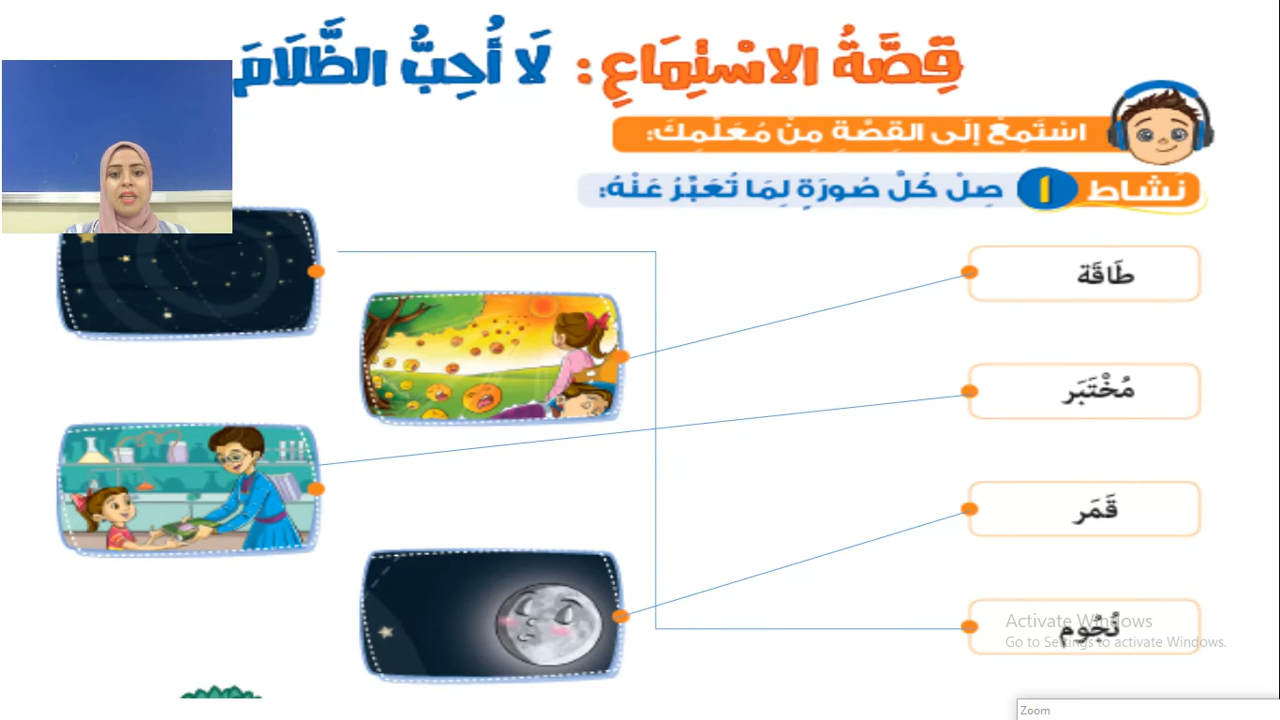 قِصَّةُ الاسْتِمَاعِ: لَا أُحِبُّ الظَّلَامَ
اسْتَمِعْ إِلَى القِصَّةِ مِنْ مُعَلِّمِكَ:
نَشاط 1 صِلْ كُلَّ صُورَةٍ لِمَا تُعَبِّرُ عَنْهُ:
طَاقَة
مُخْتَبَر
قَمَر
نُجُوم
Activate Windows
Go to Settings to activate Windows.
Zoom